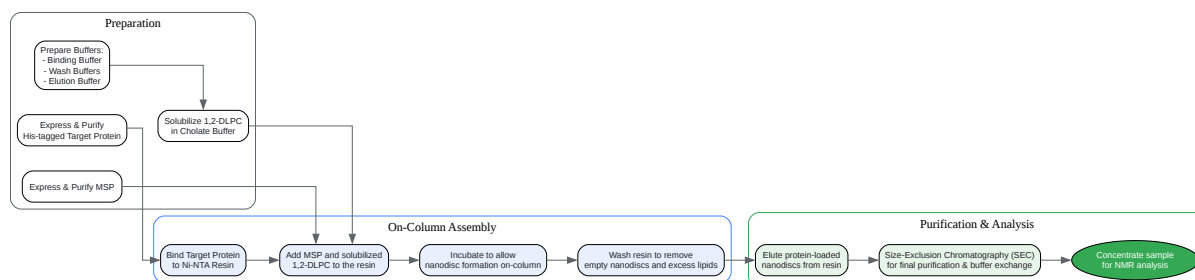 Preparation
Prepare Buffers:
- Binding Buffer
- Wash Buffers
- Elution Buffer
Solubilize 1,2-DLPC
in Cholate Buffer
Express & Purify
His-tagged Target Protein
Express & Purify MSP
On-Column Assembly
Bind Target Protein
to Ni-NTA Resin
Add MSP and solubilized
1,2-DLPC to the resin
Incubate to allow
nanodisc formation on-column
Wash resin to remove
empty nanodiscs and excess lipids
Purification & Analysis
Elute protein-loaded
nanodiscs from resin
Size-Exclusion Chromatography (SEC)
for final purification & buffer exchange
Concentrate sample
for NMR analysis